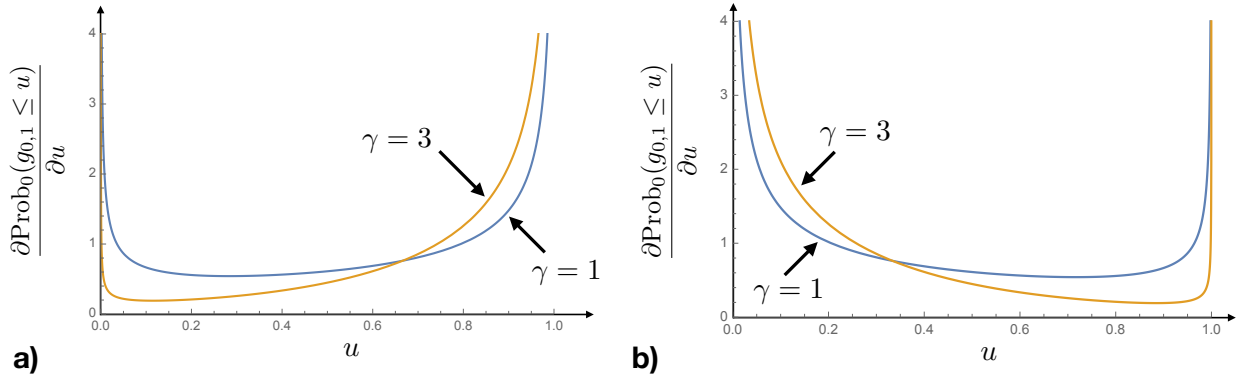 ∂Prob₀(g₀,₁ ≤ u)
∂u
4
3
2
1
0
0.0 0.2 0.4 0.6 0.8 1.0
γ = 3
γ = 1
u
a)
∂Prob₀(g₀,₁ ≤ u)
∂u
4
3
2
1
0
0.0 0.2 0.4 0.6 0.8 1.0
γ = 3
γ = 1
u
b)